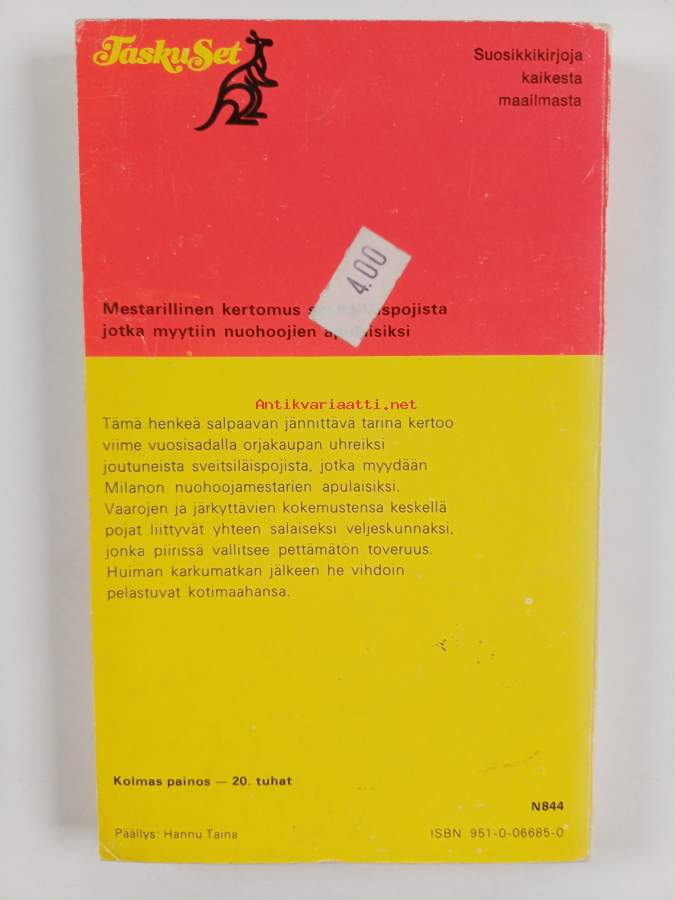 TaskuSet
Suosikkikirjoja
kaikesta
maailmasta
4.00
Mestarillinen kertomus
jotka myytiin nuohoojien apulaisiksi
Antikvariaatti.net
Tämä henkeä salpaavan jännittävä tarina kertoo
viime vuosisadalla orjakaupan uhreiksi
joutuneista sveitsiläispojista, jotka myydään
Milanon nuohoojamestarien apulaisiksi.
Vaarojen ja järkyttävien kokemustensa keskellä
pojat liittyvät yhteen salaiseksi veljeskunnaksi,
jonka piirissä vallitsee pettämätön toveruus.
Huiman karkumatkan jälkeen he vihdoin
pelastuvat kotimaahansa.
Kolmas painos — 20. tuhat
N844
Päällys: Hannu Taina
ISBN 951-0-06685-0